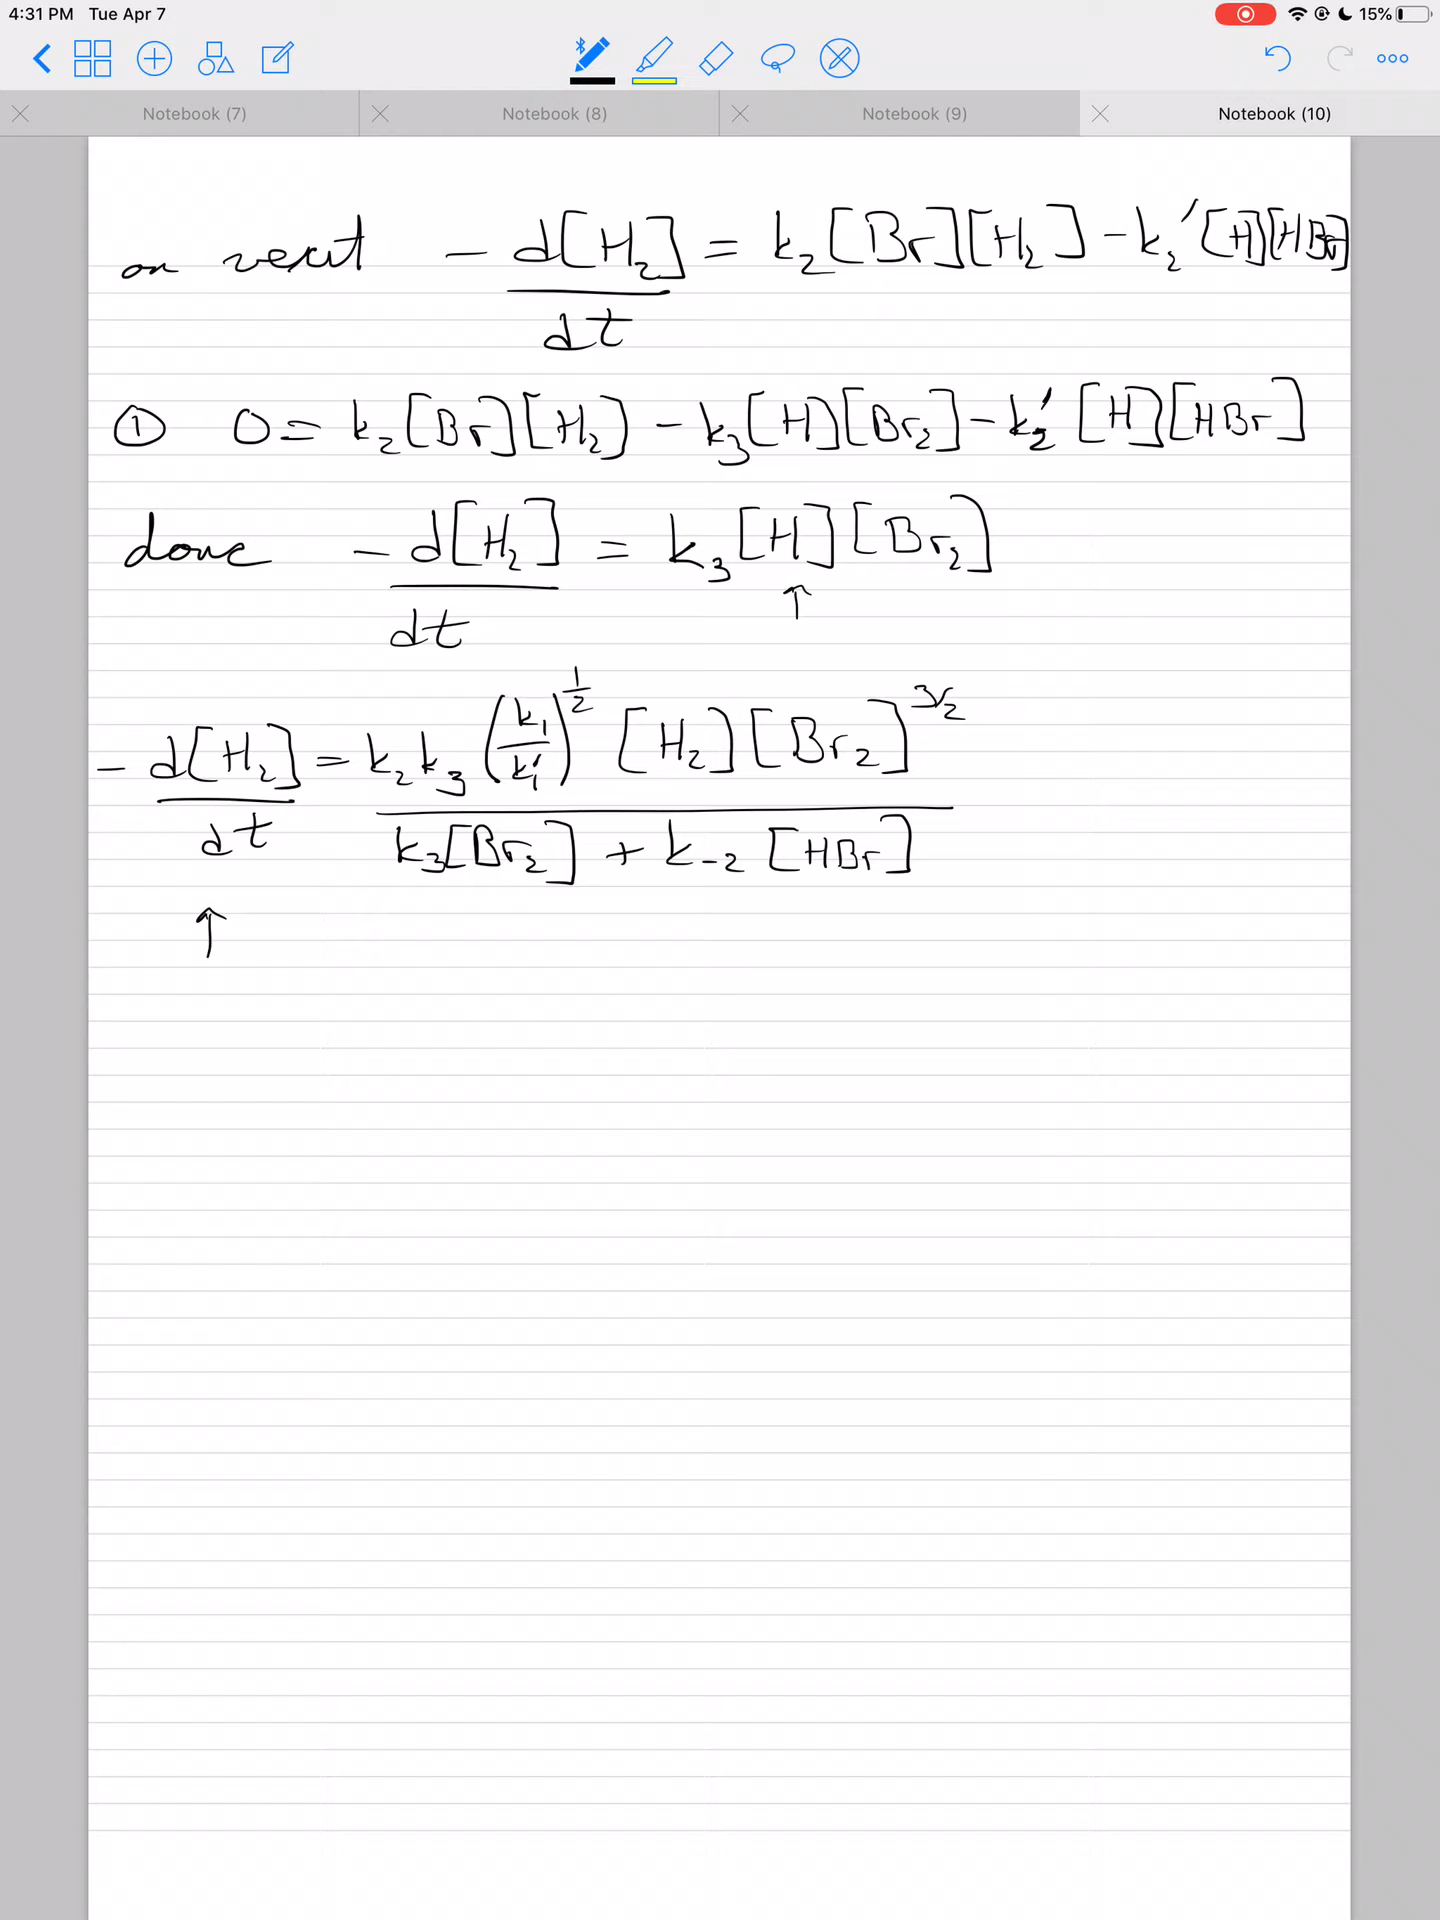 4:31 PM Tue Apr 7 15%
Notebook (7) Notebook (8) Notebook (9) Notebook (10)
on veut - d[H₂]/dt = k₂[Br][H₂] - k₂'[H][HBr]
① 0 = k₂[Br][H₂] - k₃[H][Br₂] - k₂'[H][HBr]
donc - d[H₂]/dt = k₃[H][Br₂]
↑
- d[H₂]/dt = k₂k₃(k₁/k₁')^(1/2) [H₂][Br₂]^(3/2) / k₃[Br₂] + k₋₂[HBr]
↑